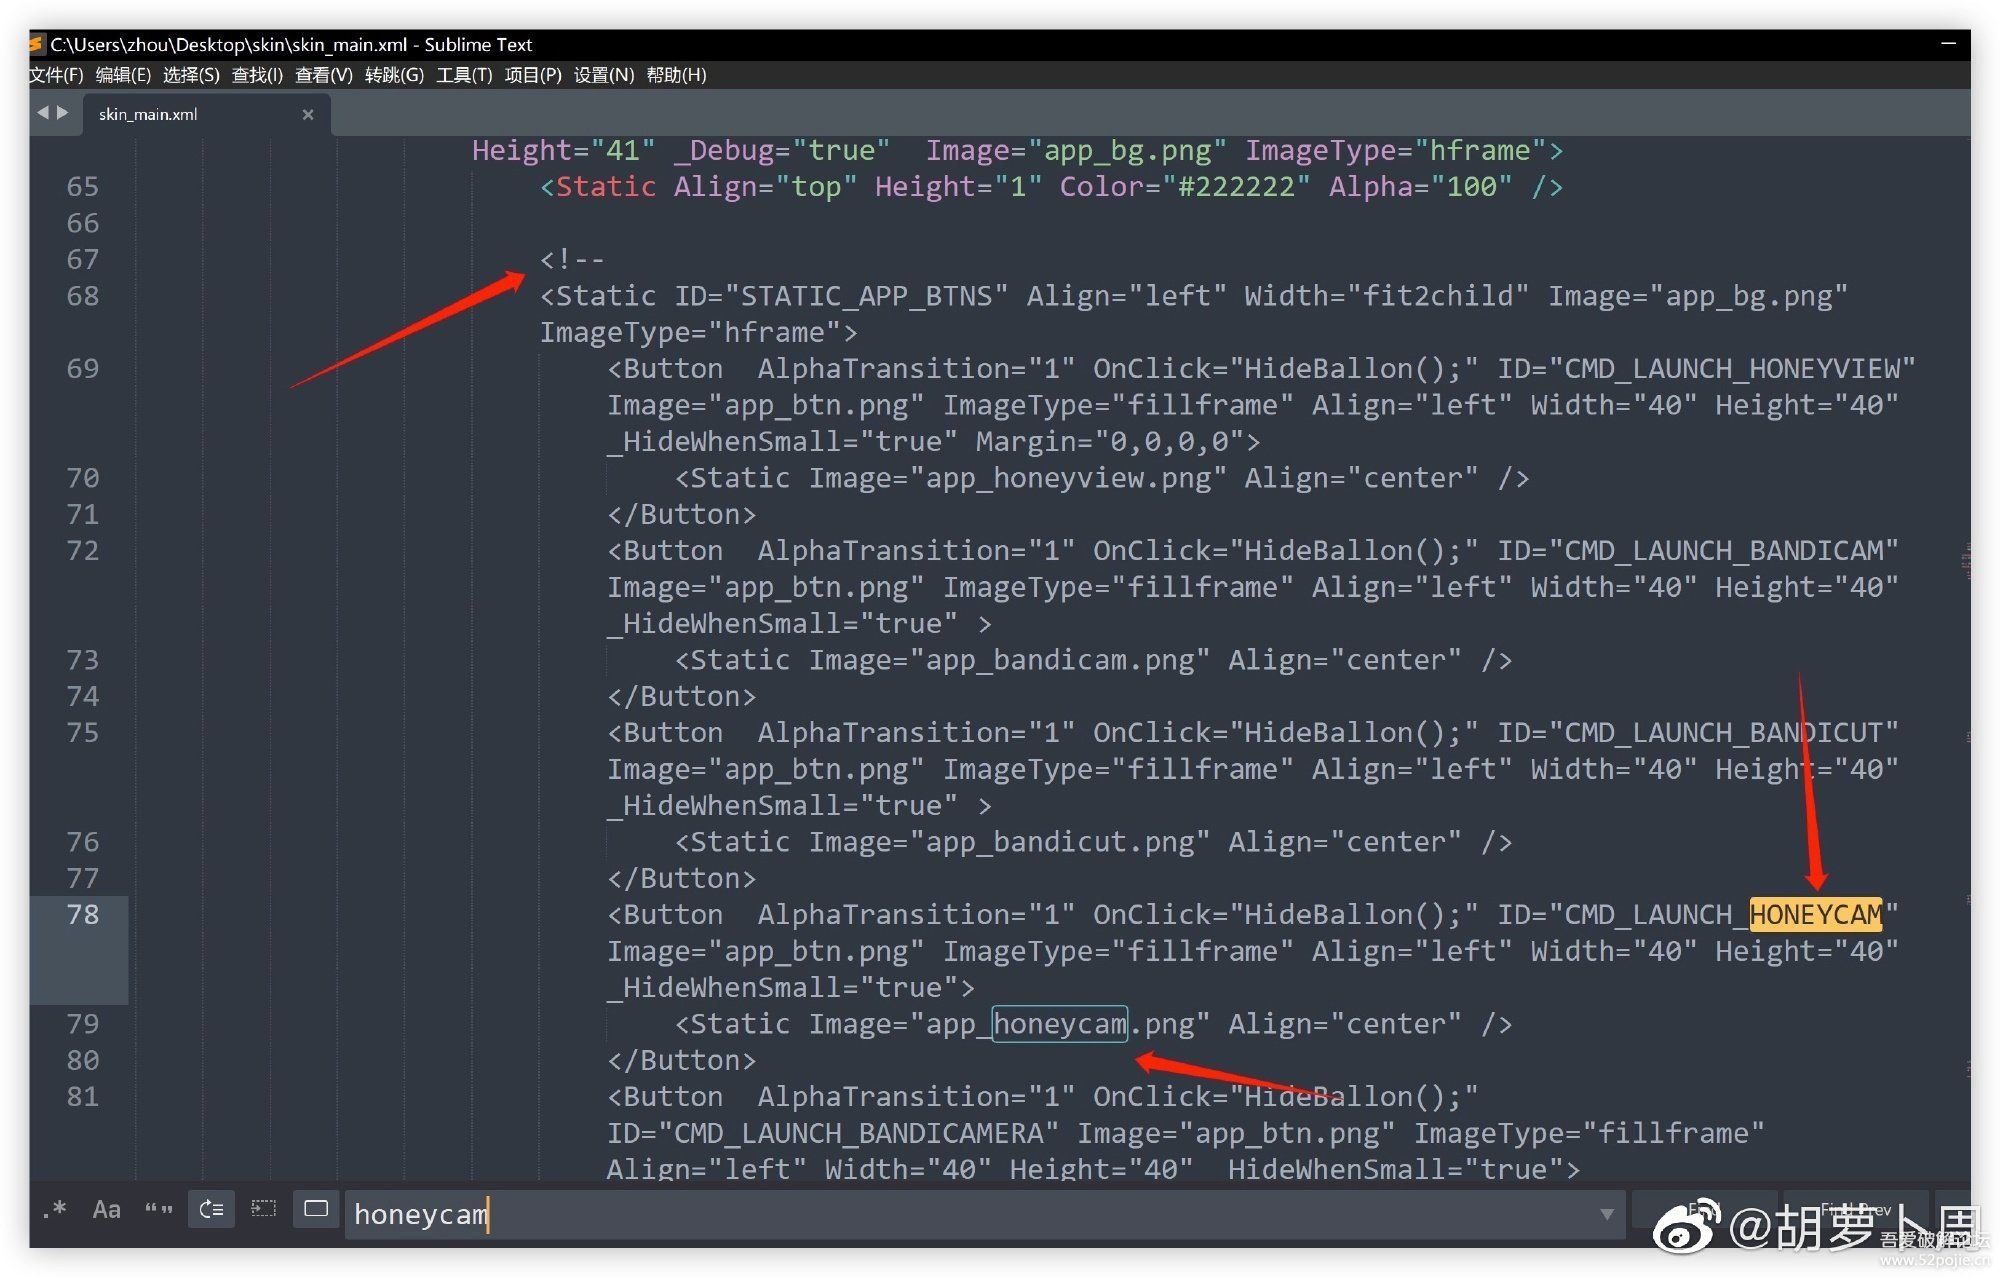 C:\Users\zhou\Desktop\skin\skin_main.xml - Sublime Text
文件(F) 编辑(E) 选择(S) 查找(I) 查看(V) 转跳(G) 工具(T) 项目(P) 设置(N) 帮助(H)
skin_main.xml
Height="41" _Debug="true"  Image="app_bg.png" ImageType="hframe">
65 <Static Align="top" Height="1" Color="#222222" Alpha="100" />
66
67 <!--
68 <Static ID="STATIC_APP_BTNS" Align="left" Width="fit2child" Image="app_bg.png"
ImageType="hframe">
69 <Button  AlphaTransition="1" OnClick="HideBallon();" ID="CMD_LAUNCH_HONEYVIEW"
Image="app_btn.png" ImageType="fillframe" Align="left" Width="40" Height="40"
_HideWhenSmall="true" Margin="0,0,0,0">
70 <Static Image="app_honeyview.png" Align="center" />
71 </Button>
72 <Button  AlphaTransition="1" OnClick="HideBallon();" ID="CMD_LAUNCH_BANDICAM"
Image="app_btn.png" ImageType="fillframe" Align="left" Width="40" Height="40"
_HideWhenSmall="true" >
73 <Static Image="app_bandicam.png" Align="center" />
74 </Button>
75 <Button  AlphaTransition="1" OnClick="HideBallon();" ID="CMD_LAUNCH_BANDICUT"
Image="app_btn.png" ImageType="fillframe" Align="left" Width="40" Height="40"
_HideWhenSmall="true" >
76 <Static Image="app_bandicut.png" Align="center" />
77 </Button>
78 <Button  AlphaTransition="1" OnClick="HideBallon();" ID="CMD_LAUNCH_HONEYCAM"
Image="app_btn.png" ImageType="fillframe" Align="left" Width="40" Height="40"
_HideWhenSmall="true">
79 <Static Image="app_honeycam.png" Align="center" />
80 </Button>
81 <Button  AlphaTransition="1" OnClick="HideBallon();"
ID="CMD_LAUNCH_BANDICAMERA" Image="app_btn.png" ImageType="fillframe"
Align="left" Width="40" Height="40"  HideWhenSmall="true">
.* Aa “” honeycam Find Find Prev
@胡萝卜周
吾爱破解论坛
www.52pojie.cn